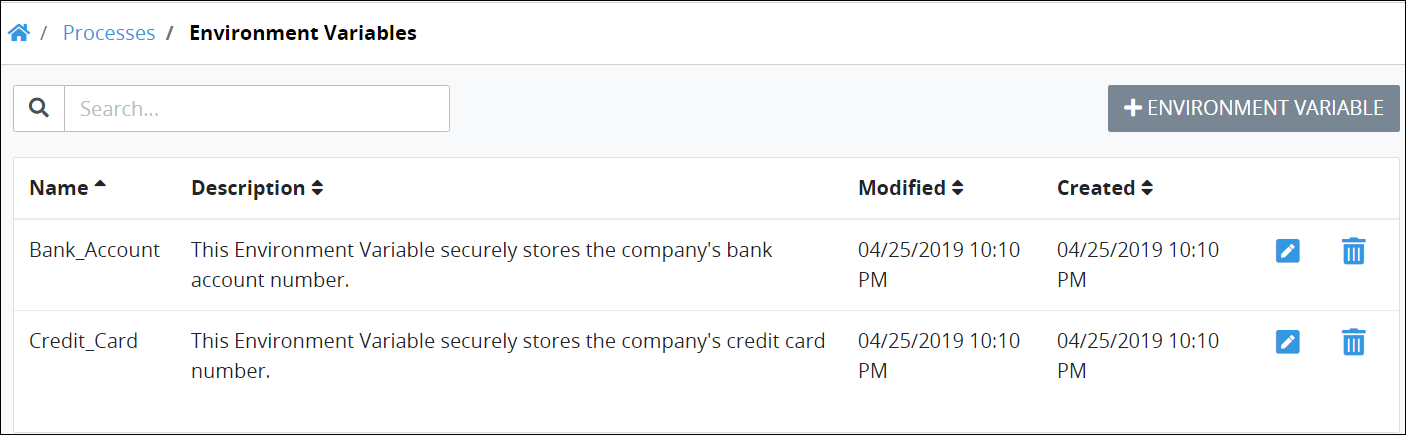 / Processes / Environment Variables
Search...
ENVIRONMENT VARIABLE
Name Description Modified Created
Bank_Account This Environment Variable securely stores the company's bank 04/25/2019 10:10 04/25/2019 10:10
account number. PM PM
Credit_Card This Environment Variable securely stores the company's credit card 04/25/2019 10:10 04/25/2019 10:10
number. PM PM